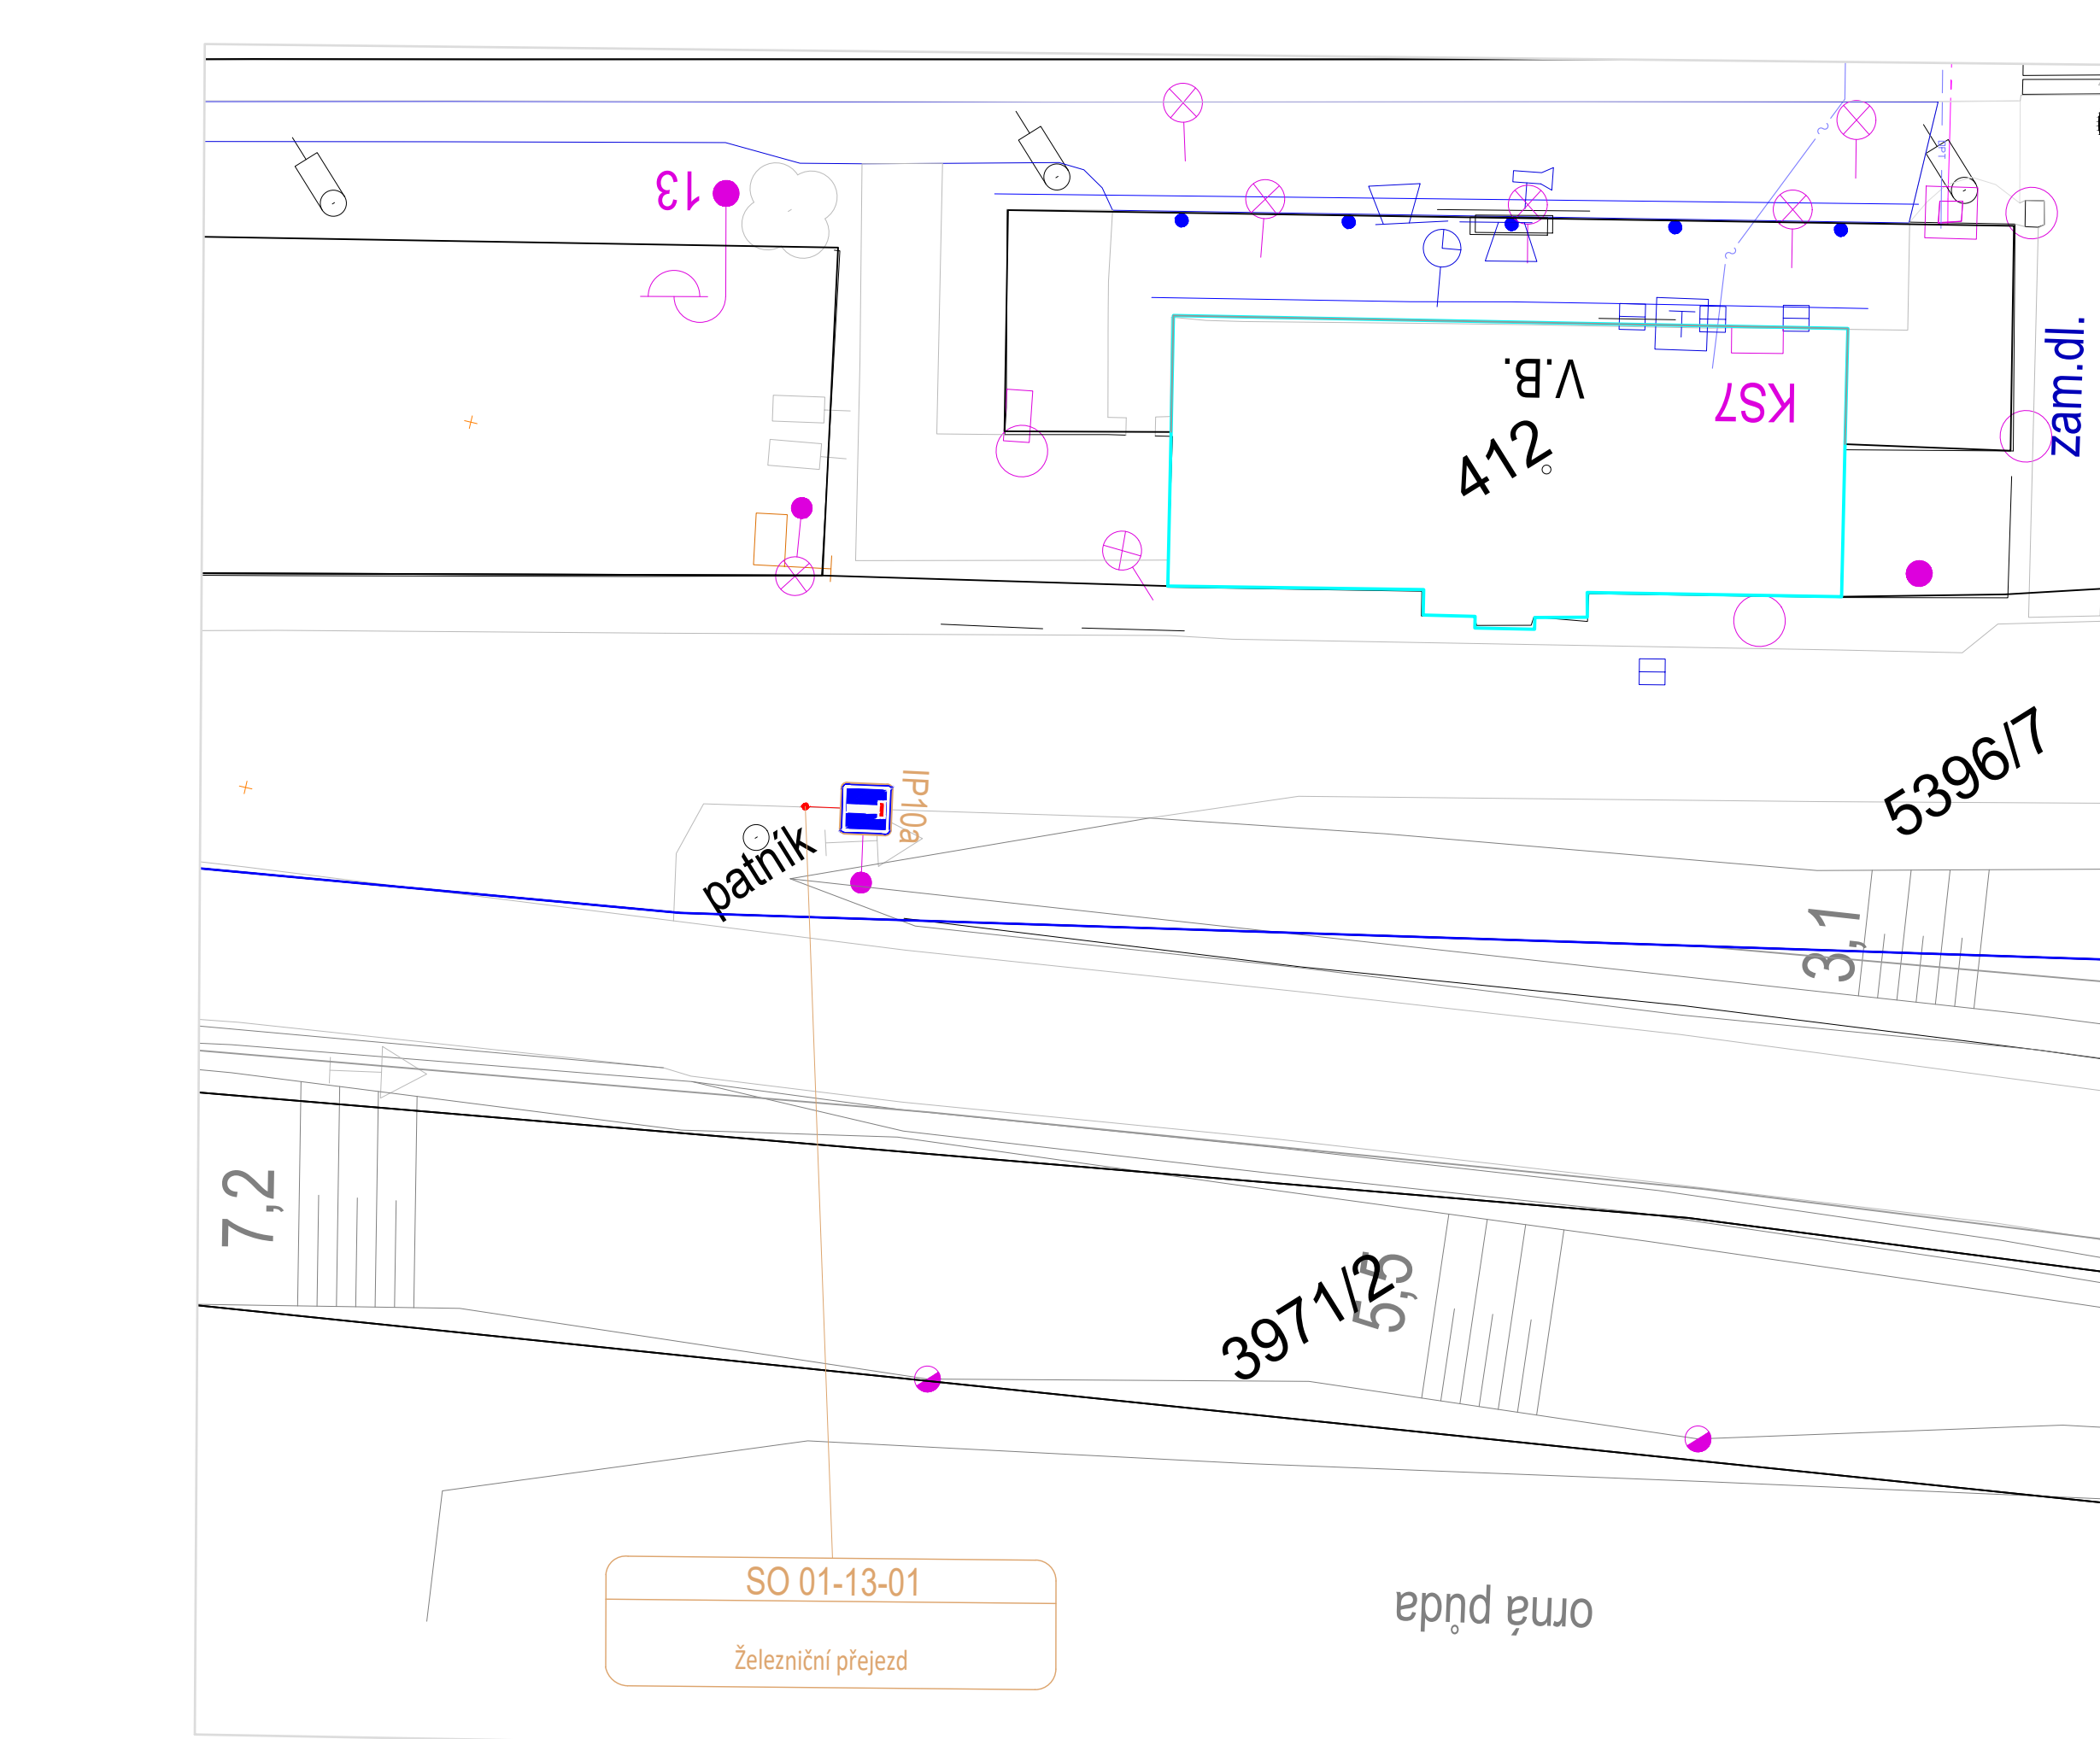 13
V.B.
KS7
412
zam.dl.
5396/7
IP10a
patník
3,1
7,2
3971/2
5,5
SO 01-13-01
Železniční přejezd
orná půda